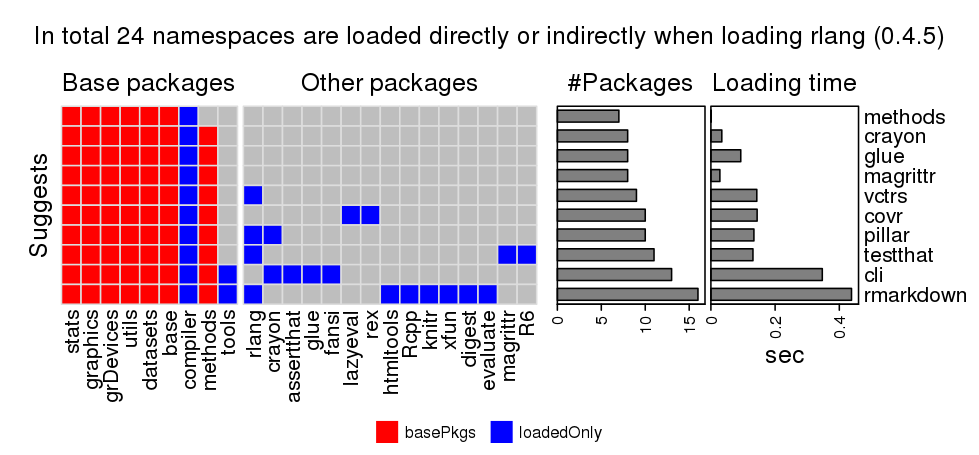 In total 24 namespaces are loaded directly or indirectly when loading rlang (0.4.5)
Base packages
Other packages
#Packages
Loading time
Suggests
methods
crayon
glue
magrittr
vctrs
covr
pillar
testthat
cli
rmarkdown
stats
graphics
grDevices
utils
datasets
base
compiler
methods
tools
rlang
crayon
assertthat
glue
fansi
lazyeval
rex
htmltools
Rcpp
knitr
xfun
digest
evaluate
magrittr
R6
0
5
10
15
0
0.2
0.4
sec
basePkgs
loadedOnly